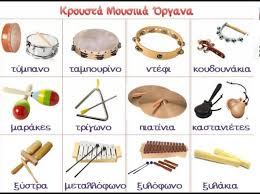 Κρουστά Μουσικά Όργανα
τύμπανο ταμπουρίνο ντέφι κουδουνάκια
μαράκες τρίγωνο πιατίνια καστανιέτες
ξύστρα μεταλλόφωνο ξυλόφωνο ξυλάκια